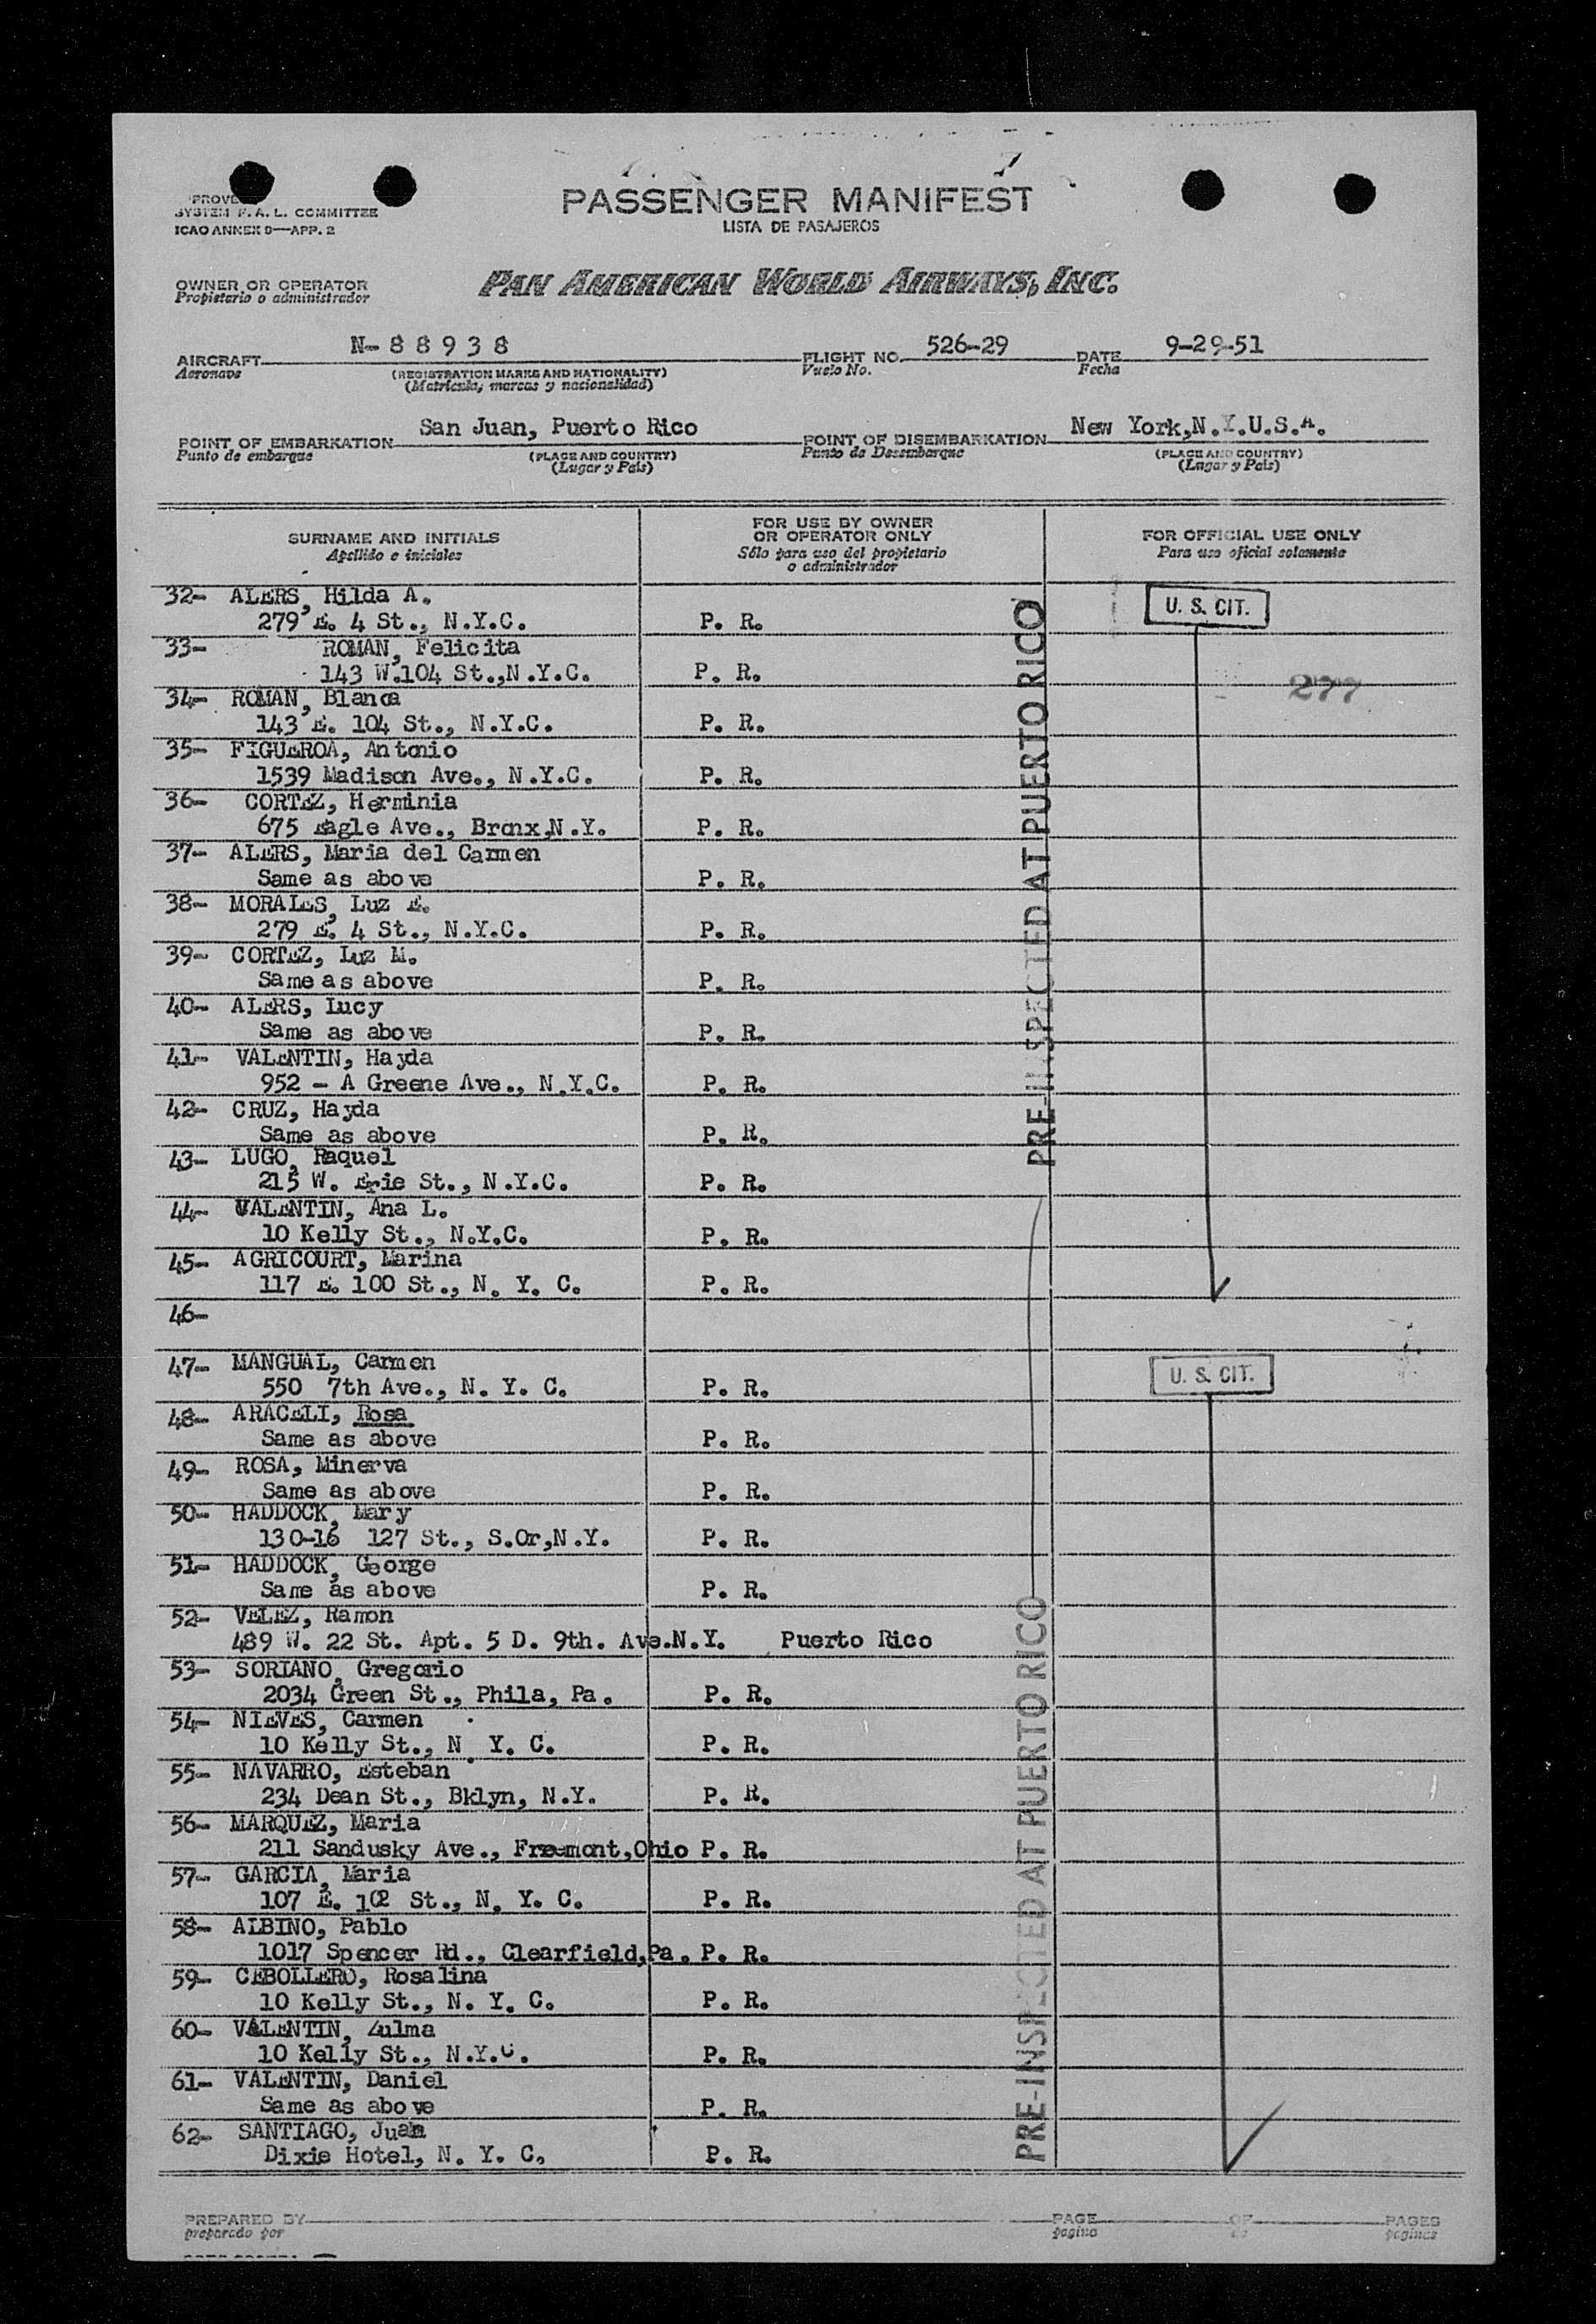 PASSENGER MANIFEST
LISTA DE PASAJEROS
SYSTEM F. A. L. COMMITTEE
ICAO ANNEX 9—APP. 2
OWNER OR OPERATOR
Propietario o administrador
PAN AMERICAN WORLD AIRWAYS, INC.
AIRCRAFT N-88938 FLIGHT NO. 526-29 DATE 9-29-51
Aeronave (REGISTRATION MARKS AND NATIONALITY) Vuelo No. Fecha
(Matrícula, marcas y nacionalidad)
POINT OF EMBARKATION San Juan, Puerto Rico POINT OF DISEMBARKATION New York,N.Y.U.S.A.
Punto de embarque (PLACE AND COUNTRY) Punto de Desembarque (PLACE AND COUNTRY)
(Lugar y País) (Lugar y País)
SURNAME AND INITIALS FOR USE BY OWNER OR OPERATOR ONLY FOR OFFICIAL USE ONLY
Apellido e iniciales Sólo para uso del propietario o administrador Para uso oficial solamente
32- ALERS, Hilda A. U. S. CIT.
279 E. 4 St., N.Y.C. P. R.
33- ROMAN, Felicita
143 W.104 St.,N.Y.C. P. R.
277
34- ROMAN, Blanca
143 E. 104 St., N.Y.C. P. R.
35- FIGUEROA, Antonio
1539 Madison Ave., N.Y.C. P. R.
36- CORTEZ, Herminia
675 Eagle Ave., Bronx,N.Y. P. R.
37- ALERS, Maria del Carmen
Same as above P. R.
38- MORALES, Luz E.
279 E. 4 St., N.Y.C. P. R.
39- CORTEZ, Luz M.
Same as above P. R.
40- ALERS, Lucy
Same as above P. R.
41- VALENTIN, Hayda
952 - A Greene Ave., N.Y.C. P. R.
42- CRUZ, Hayda
Same as above P. R.
43- LUGO, Raquel
215 W. Erie St., N.Y.C. P. R.
44- VALENTIN, Ana L.
10 Kelly St., N.Y.C. P. R.
45- AGRICOURT, Marina
117 E. 100 St., N. Y. C. P. R.
46-
47- MANGUAL, Carmen U. S. CIT.
550 7th Ave., N. Y. C. P. R.
48- ARACELI, Rosa
Same as above P. R.
49- ROSA, Minerva
Same as above P. R.
50- HADDOCK, Mary
130-16 127 St., S.Or,N.Y. P. R.
51- HADDOCK, George
Same as above P. R.
52- VELEZ, Ramon
489 W. 22 St. Apt. 5 D. 9th. Ave.N.Y. Puerto Rico
53- SORIANO, Gregorio
2034 Green St., Phila, Pa. P. R.
54- NIEVES, Carmen
10 Kelly St., N Y. C. P. R.
55- NAVARRO, Esteban
234 Dean St., Bklyn, N.Y. P. R.
56- MARQUEZ, Maria
211 Sandusky Ave., Freemont,Ohio P. R.
57- GARCIA, Maria
107 E. 102 St., N. Y. C. P. R.
58- ALBINO, Pablo
1017 Spencer Rd., Clearfield,Pa. P. R.
59- CEBOLLERO, Rosalina
10 Kelly St., N. Y. C. P. R.
60- VALENTIN, Zulma
10 Kelly St., N.Y.C. P. R.
61- VALENTIN, Daniel
Same as above P. R.
62- SANTIAGO, Juan
Dixie Hotel, N. Y. C. P. R.
PRE-INSPECTED AT PUERTO RICO
PRE-INSPECTED AT PUERTO RICO
PREPARED BY PAGE OF PAGES
preparado por pagina de paginas